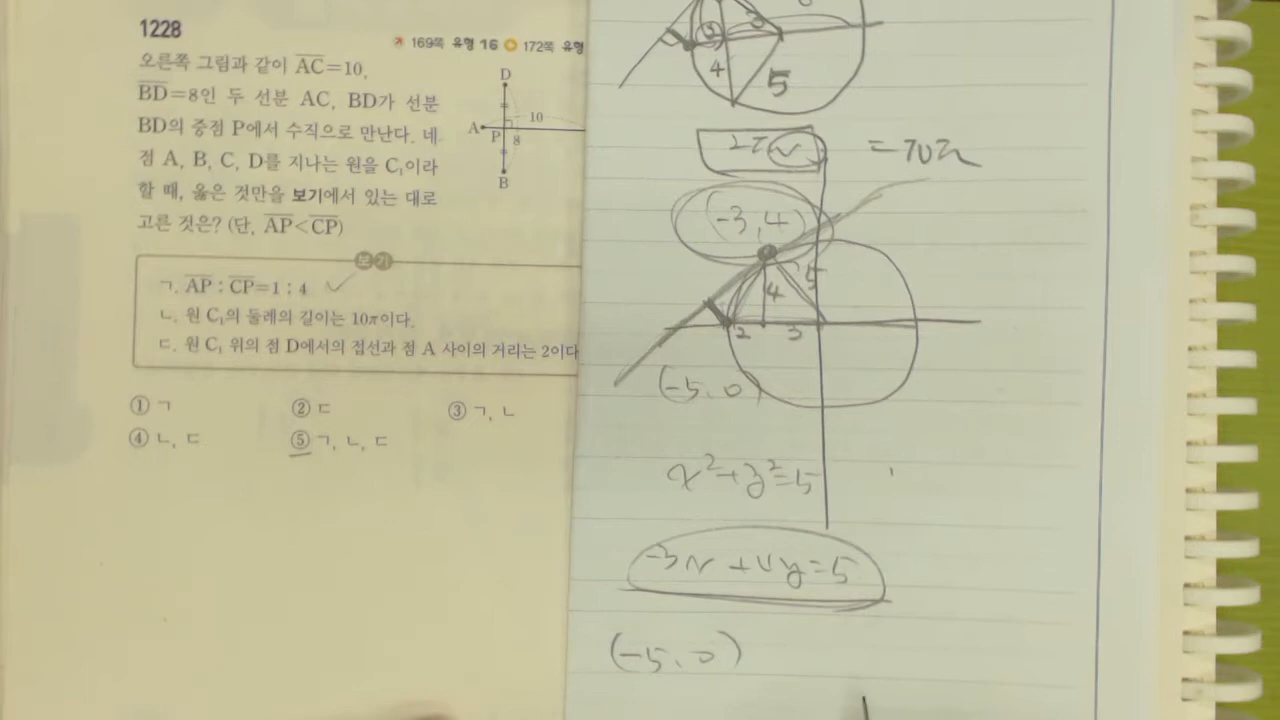 1228
169쪽 유형 16 172쪽 유형
오른쪽 그림과 같이 AC=10,
BD=8인 두 선분 AC, BD가 선분
BD의 중점 P에서 수직으로 만난다. 네
점 A, B, C, D를 지나는 원을 C₁이라
할 때, 옳은 것만을 보기에서 있는 대로
고른 것은? (단, AP<CP)
D
10
A
P
8
B
보기
ㄱ. AP : CP=1 : 4
ㄴ. 원 C₁의 둘레의 길이는 10π이다.
ㄷ. 원 C₁ 위의 점 D에서의 접선과 점 A 사이의 거리는 2이다
① ㄱ
② ㄷ
③ ㄱ, ㄴ
④ ㄴ, ㄷ
⑤ ㄱ, ㄴ, ㄷ
3
4
5
=10π
(-3,4)
5
4
2
3
(-5.0)
x²+y²=5
(-5.0)